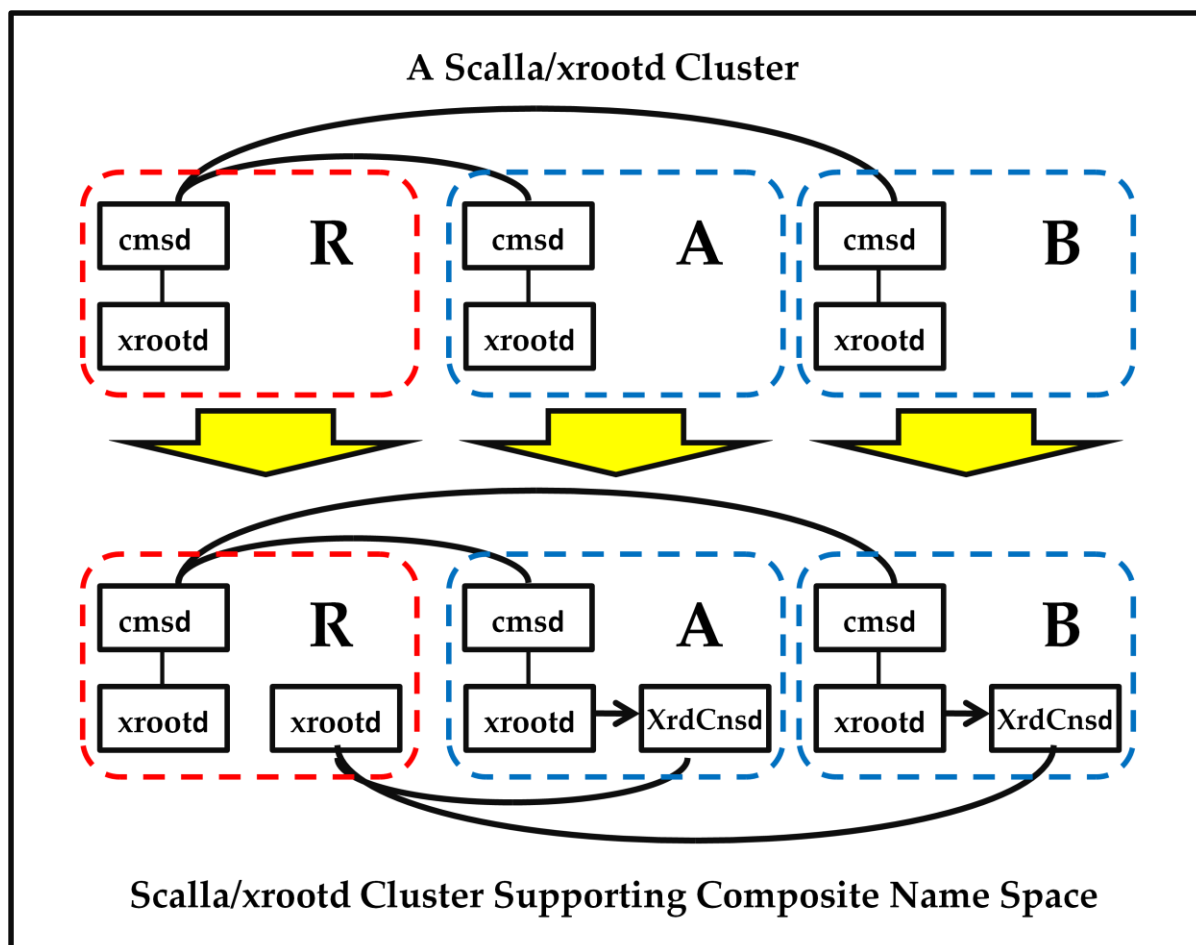 A Scalla/xrootd Cluster
cmsd R cmsd A cmsd B
xrootd xrootd xrootd
cmsd R cmsd A cmsd B
xrootd xrootd xrootd XrdCnsd xrootd XrdCnsd
Scalla/xrootd Cluster Supporting Composite Name Space